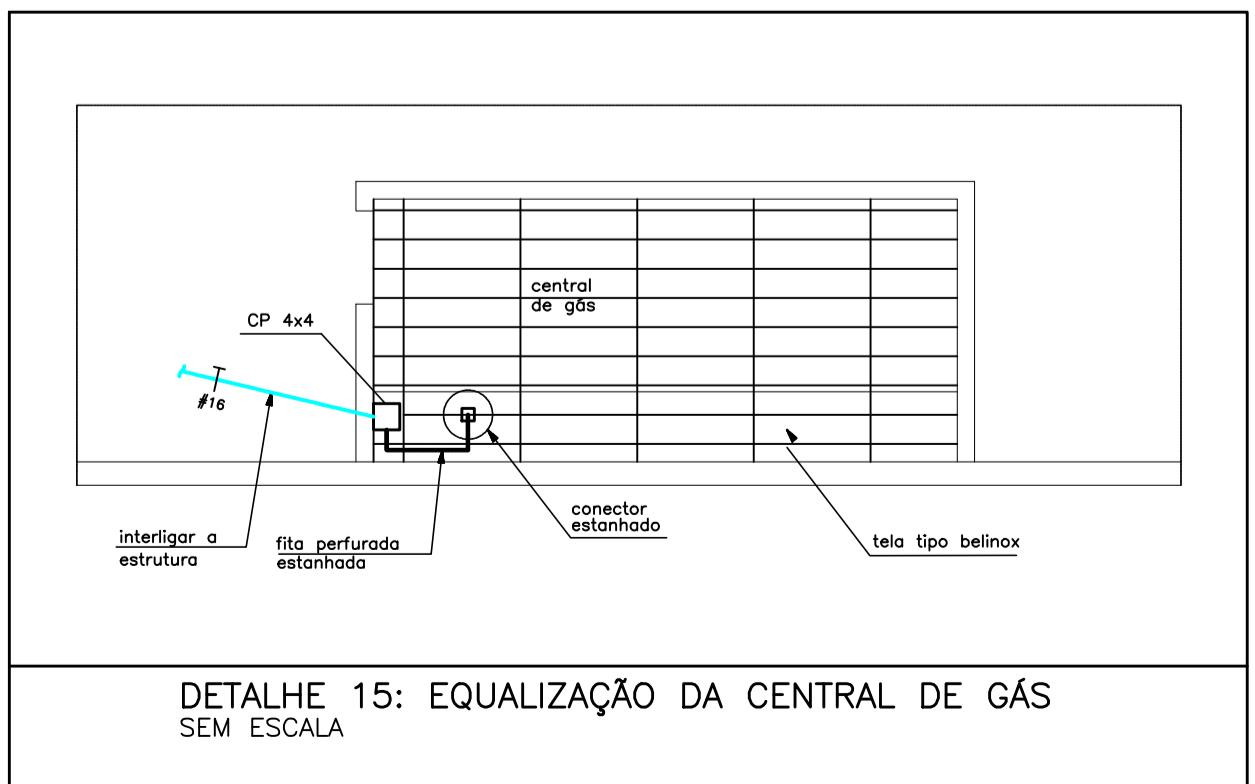 central
de gás
CP 4x4
#16
interligar a
estrutura
fita perfurada
estanhada
conector
estanhado
tela tipo belinox
DETALHE 15: EQUALIZAÇÃO DA CENTRAL DE GÁS
SEM ESCALA